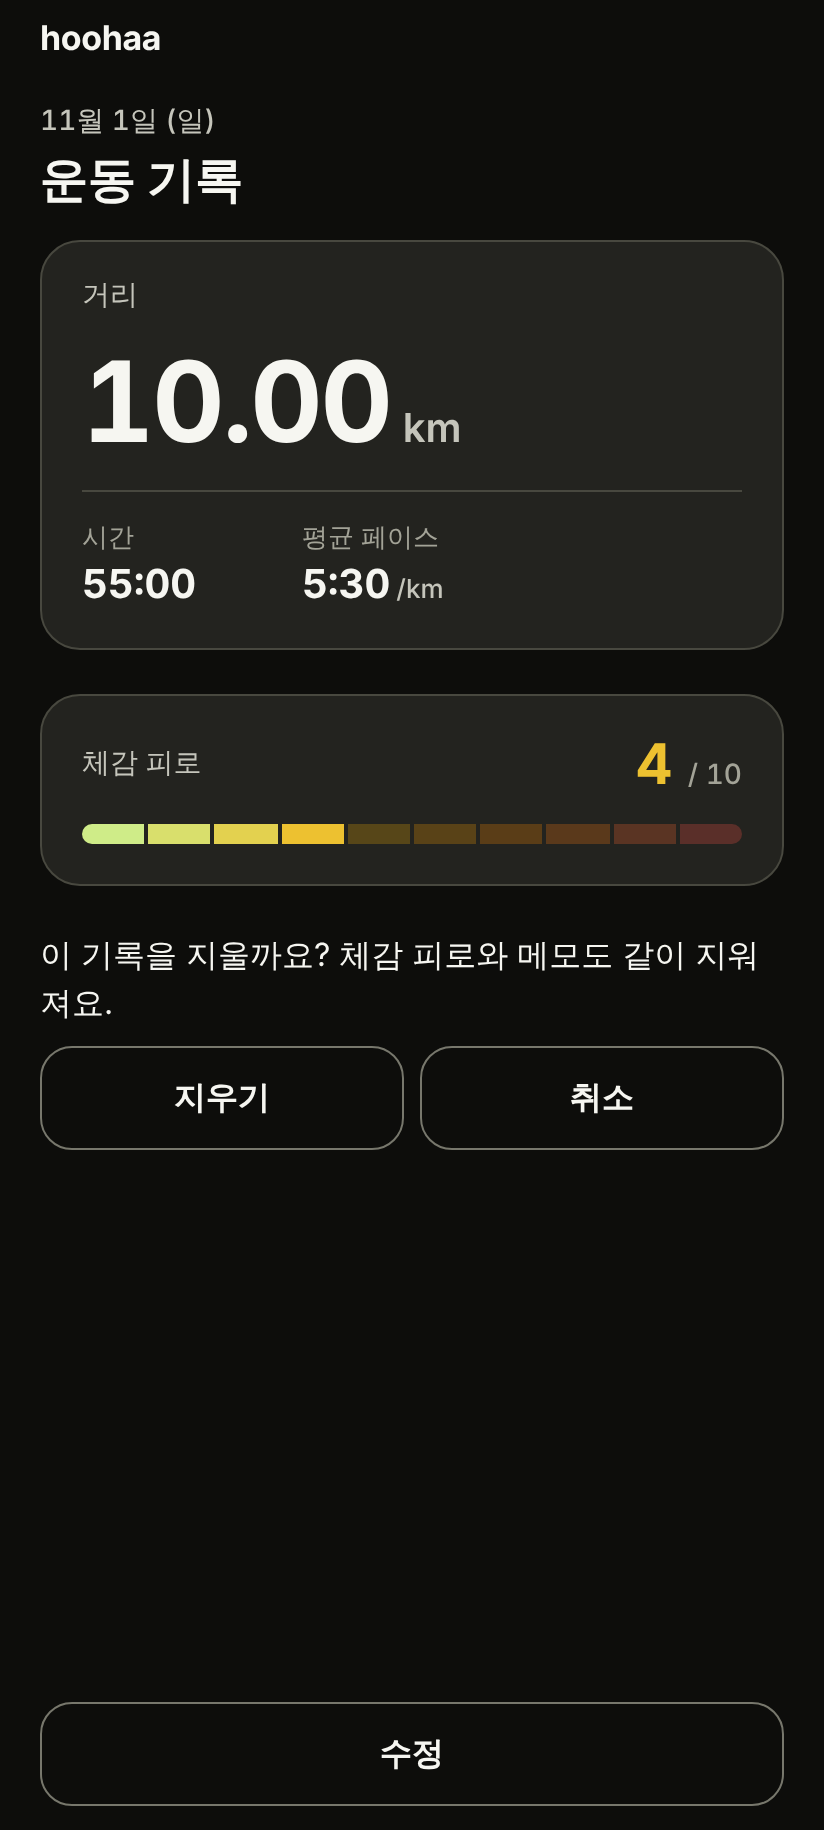 hoohaa
11월 1일 (일)
운동 기록
거리
10.00 km
시간 평균 페이스
55:00 5:30 /km
체감 피로 4 / 10
이 기록을 지울까요? 체감 피로와 메모도 같이 지워
져요.
지우기 취소
수정